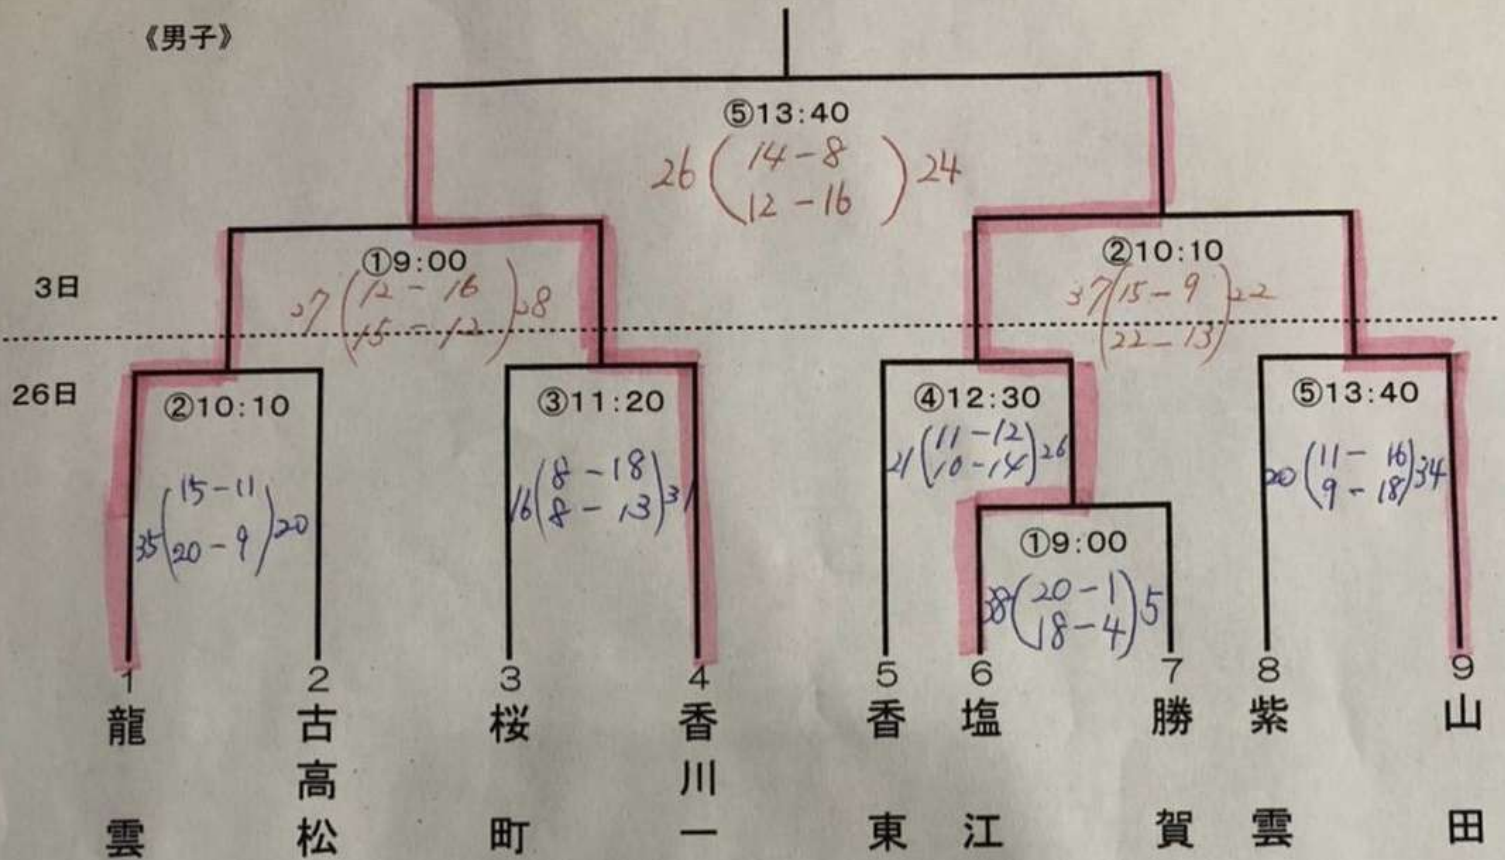 《男子》
⑤13:40
26 ( 14-8 ) 24
12-16
①9:00
②10:10
3日
27 ( 12-16 ) 28
15-12
37 ( 15-9 ) 22
22-13
26日
②10:10
③11:20
④12:30
⑤13:40
35 ( 15-11 ) 20
20-9
16 ( 8-18 ) 31
8-13
21 ( 11-12 ) 26
10-14
20 ( 11-16 ) 34
9-18
①9:00
38 ( 20-1 ) 5
18-4
1 2 3 4 5 6 7 8 9
龍雲
古高松
桜町
香川一
香東
塩江
勝賀
紫雲
山田